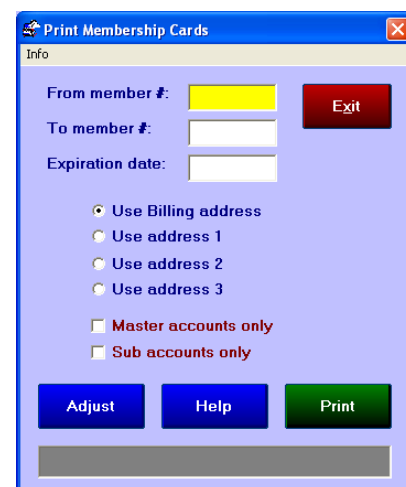 Print Membership Cards
Info
From member #:
Exit
To member #:
Expiration date:
Use Billing address
Use address 1
Use address 2
Use address 3
Master accounts only
Sub accounts only
Adjust Help Print